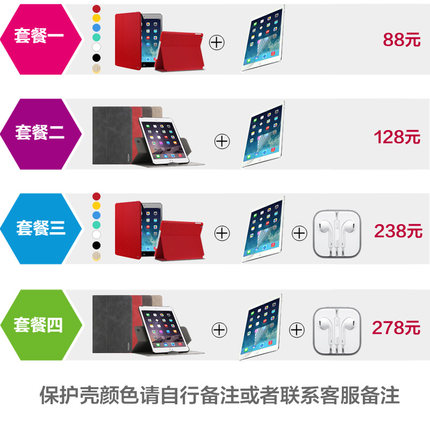 套餐一
88元
套餐二
128元
套餐三
238元
套餐四
278元
保护壳颜色请自行备注或者联系客服备注